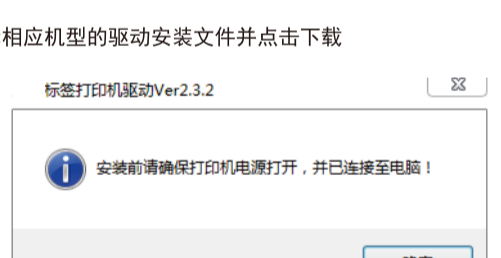 相应机型的驱动安装文件并点击下载
标签打印机驱动Ver2.3.2
安装前请确保打印机电源打开，并已连接至电脑！